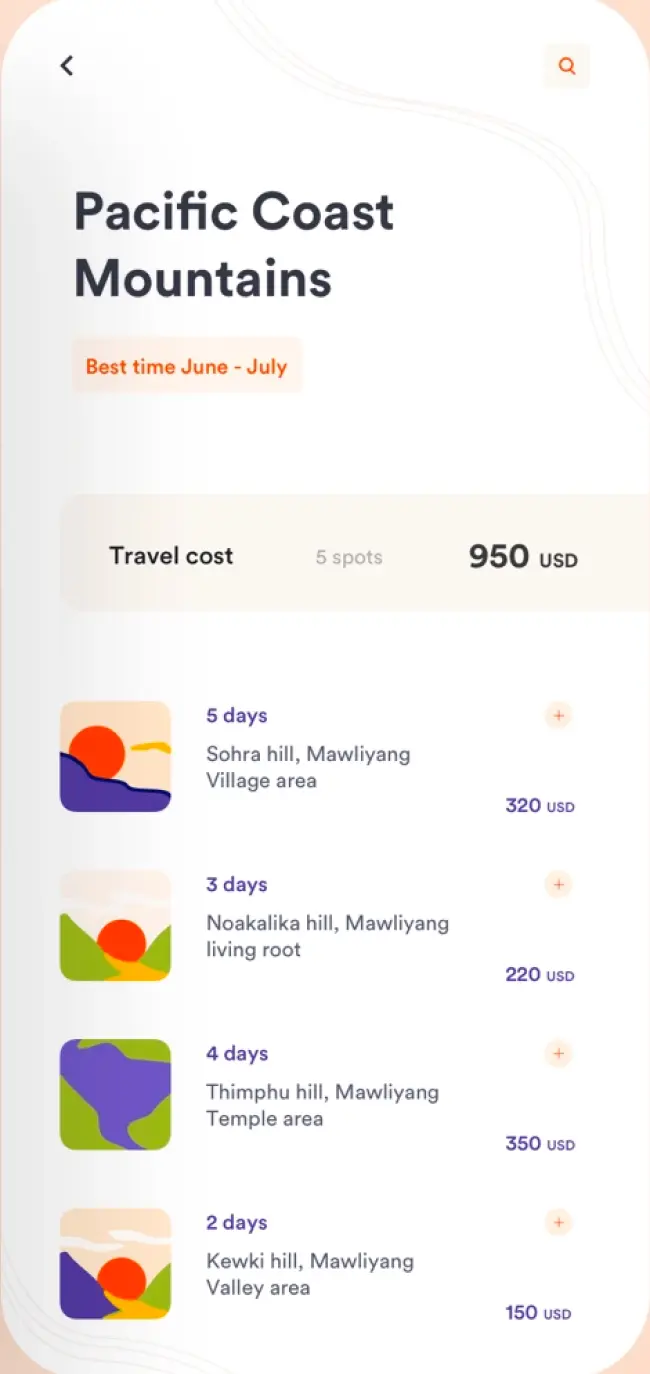 Pacific Coast
Mountains
Best time June - July
Travel cost 5 spots 950 USD
5 days
Sohra hill, Mawliyang
Village area
320 USD
3 days
Noakalika hill, Mawliyang
living root
220 USD
4 days
Thimphu hill, Mawliyang
Temple area
350 USD
2 days
Kewki hill, Mawliyang
Valley area
150 USD